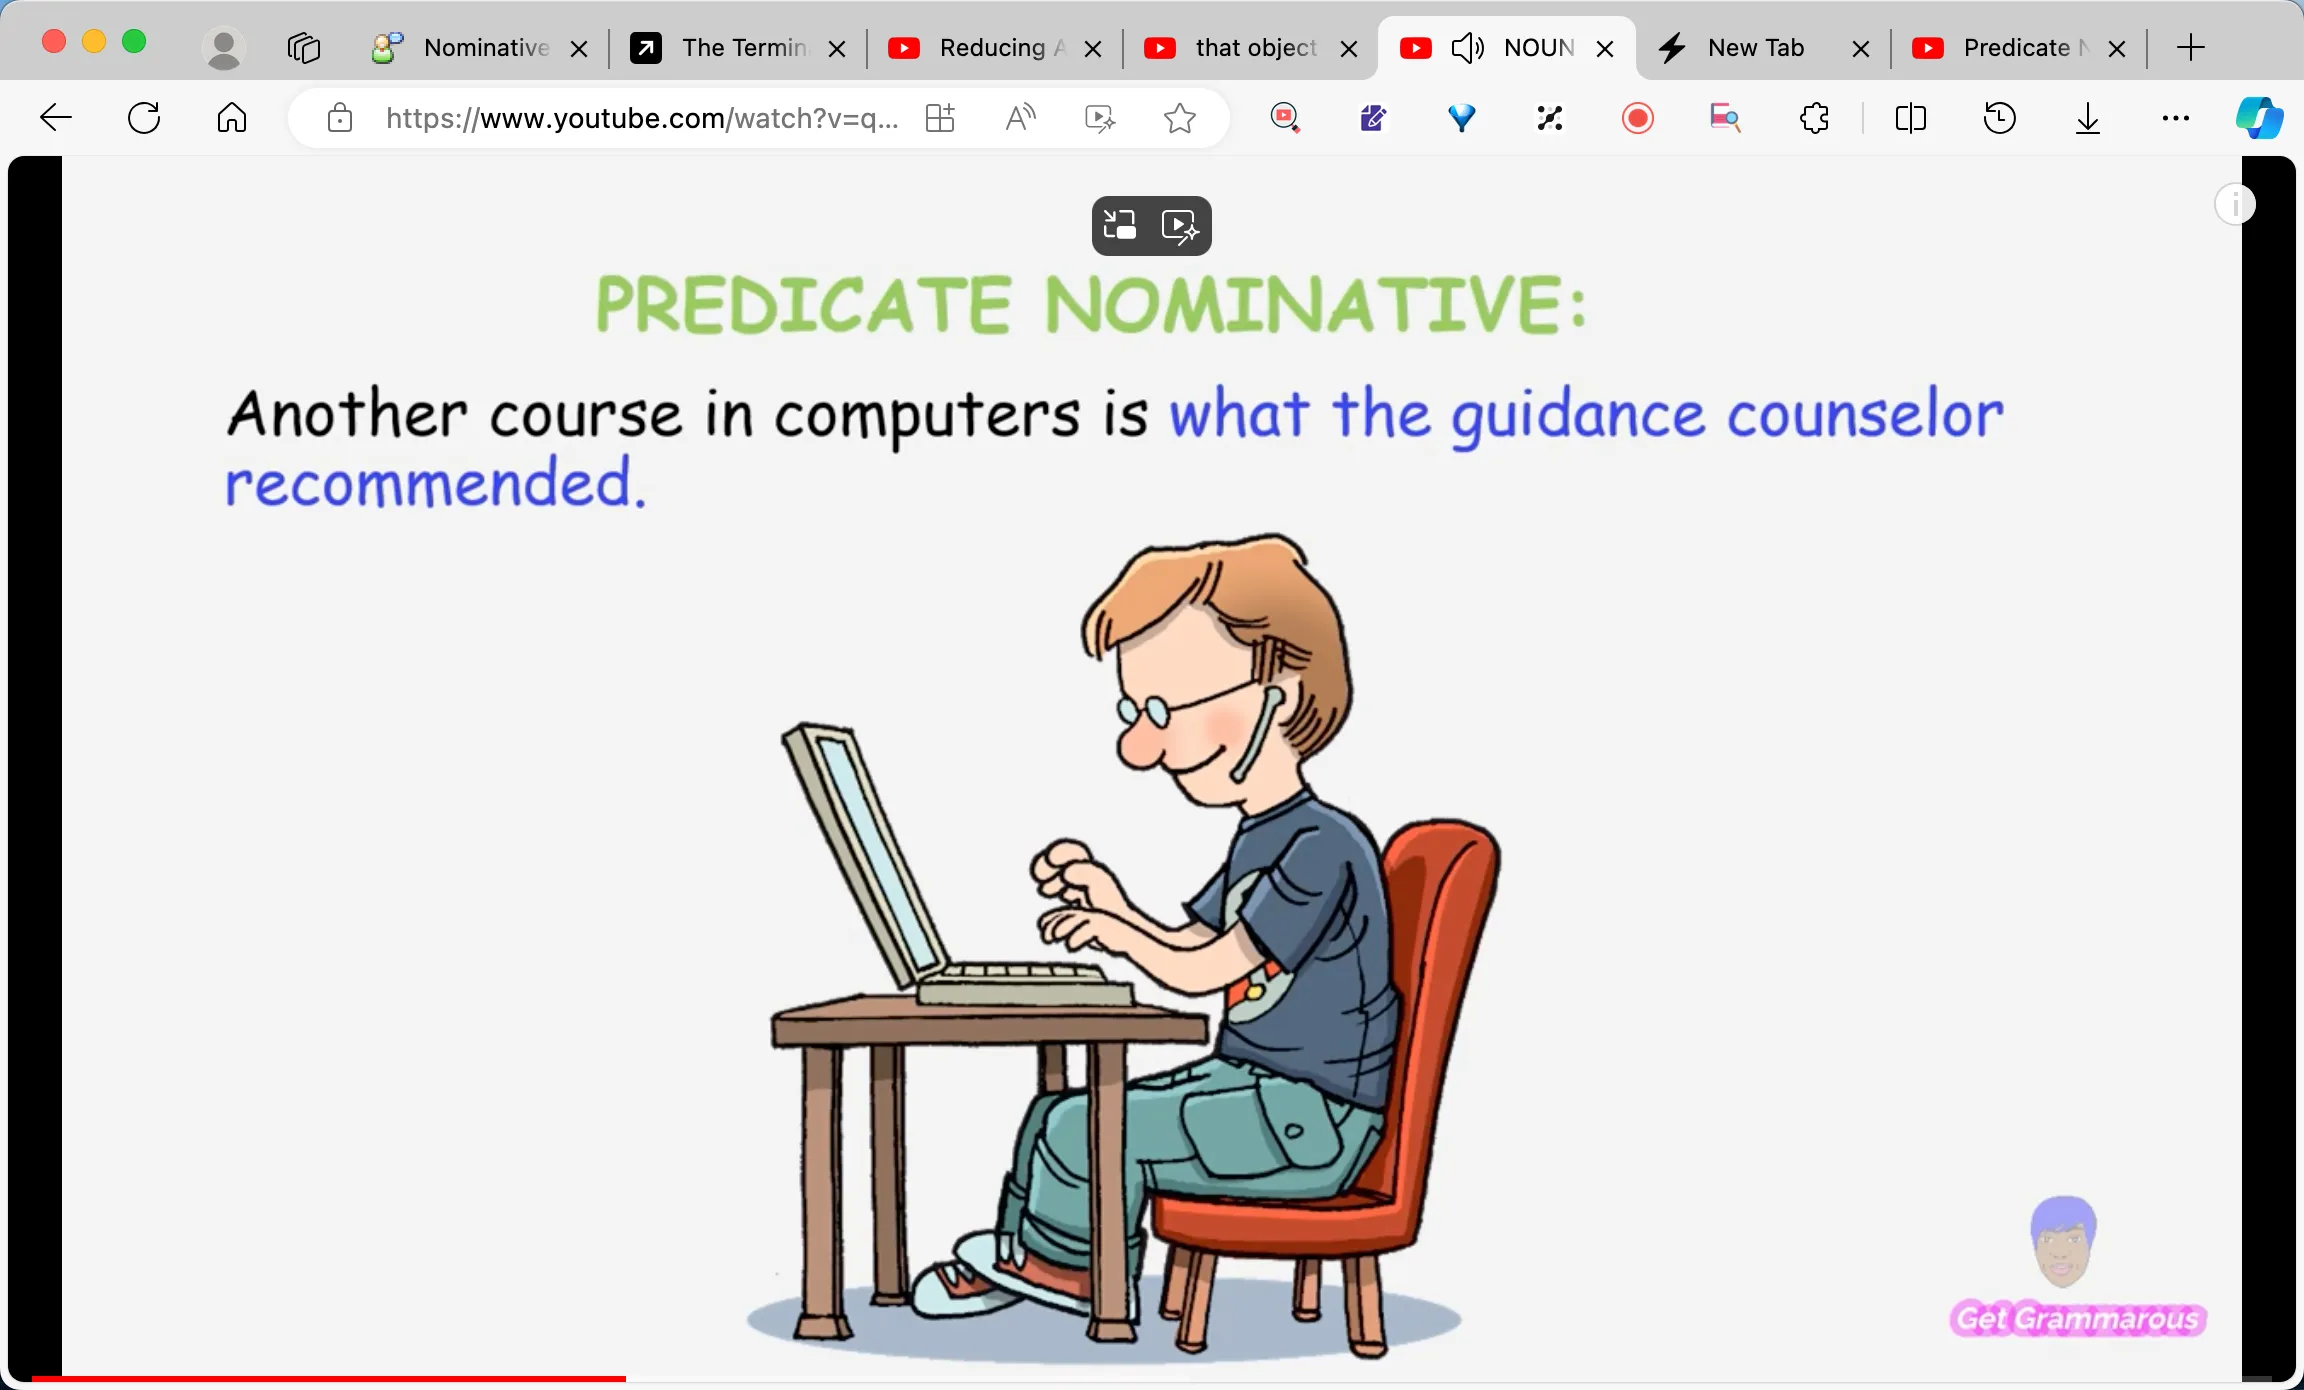 Nominative
The Termin
Reducing A
that object
NOUN
New Tab
Predicate N
https://www.youtube.com/watch?v=q...
PREDICATE NOMINATIVE:
Another course in computers is what the guidance counselor
recommended.
Get Grammarous